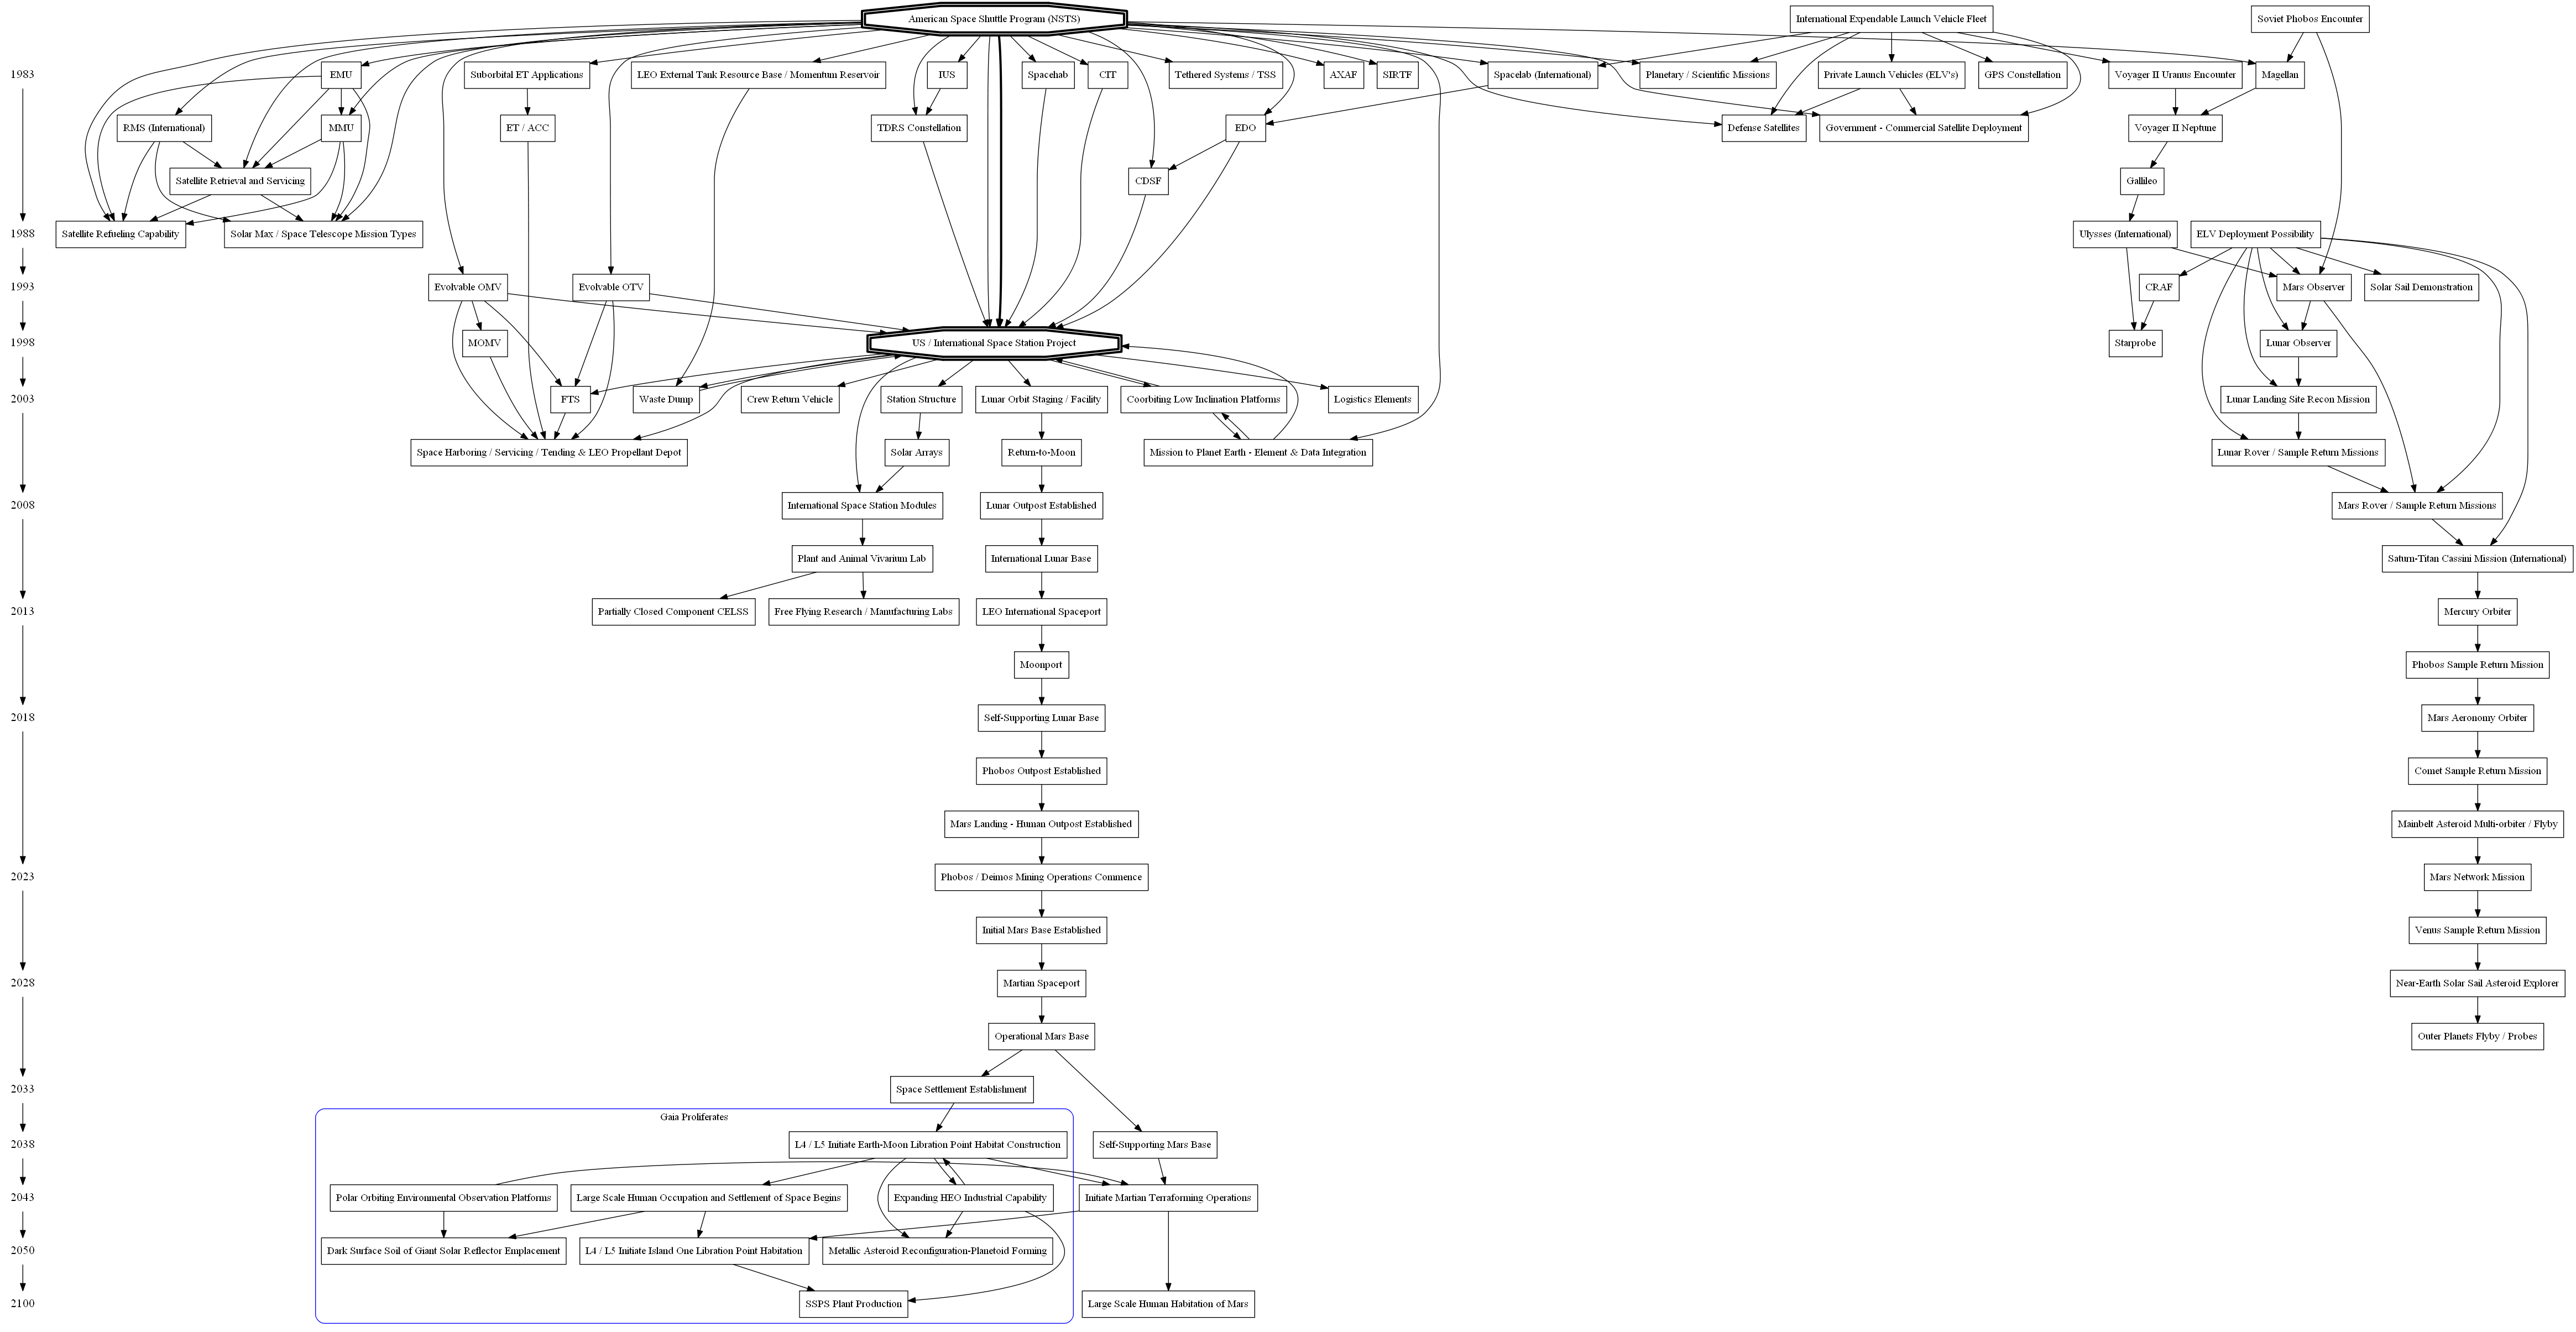 American Space Shuttle Program (NSTS)
International Expendable Launch Vehicle Fleet
Soviet Phobos Encounter
1983
EMU
Suborbital ET Applications
LEO External Tank Resource Base / Momentum Reservoir
IUS
Spacehab
CIT
Tethered Systems / TSS
AXAF
SIRTF
Spacelab (International)
Planetary / Scientific Missions
Private Launch Vehicles (ELV's)
GPS Constellation
Voyager II Uranus Encounter
Magellan
RMS (International)
MMU
ET / ACC
TDRS Constellation
EDO
Defense Satellites
Government - Commercial Satellite Deployment
Voyager II Neptune
Satellite Retrieval and Servicing
CDSF
Gallileo
1988
Satellite Refueling Capability
Solar Max / Space Telescope Mission Types
Ulysses (International)
ELV Deployment Possibility
1993
Evolvable OMV
Evolvable OTV
CRAF
Mars Observer
Solar Sail Demonstration
1998
MOMV
US / International Space Station Project
Starprobe
Lunar Observer
2003
FTS
Waste Dump
Crew Return Vehicle
Station Structure
Lunar Orbit Staging / Facility
Coorbiting Low Inclination Platforms
Logistics Elements
Lunar Landing Site Recon Mission
Space Harboring / Servicing / Tending & LEO Propellant Depot
Solar Arrays
Return-to-Moon
Mission to Planet Earth - Element & Data Integration
Lunar Rover / Sample Return Missions
2008
International Space Station Modules
Lunar Outpost Established
Mars Rover / Sample Return Missions
Plant and Animal Vivarium Lab
International Lunar Base
Saturn-Titan Cassini Mission (International)
2013
Partially Closed Component CELSS
Free Flying Research / Manufacturing Labs
LEO International Spaceport
Mercury Orbiter
Moonport
Phobos Sample Return Mission
2018
Self-Supporting Lunar Base
Mars Aeronomy Orbiter
Phobos Outpost Established
Comet Sample Return Mission
Mars Landing - Human Outpost Established
Mainbelt Asteroid Multi-orbiter / Flyby
2023
Phobos / Deimos Mining Operations Commence
Mars Network Mission
Initial Mars Base Established
Venus Sample Return Mission
2028
Martian Spaceport
Near-Earth Solar Sail Asteroid Explorer
Operational Mars Base
Outer Planets Flyby / Probes
2033
Space Settlement Establishment
Gaia Proliferates
2038
L4 / L5 Initiate Earth-Moon Libration Point Habitat Construction
Self-Supporting Mars Base
2043
Polar Orbiting Environmental Observation Platforms
Large Scale Human Occupation and Settlement of Space Begins
Expanding HEO Industrial Capability
Initiate Martian Terraforming Operations
2050
Dark Surface Soil of Giant Solar Reflector Emplacement
L4 / L5 Initiate Island One Libration Point Habitation
Metallic Asteroid Reconfiguration-Planetoid Forming
2100
SSPS Plant Production
Large Scale Human Habitation of Mars